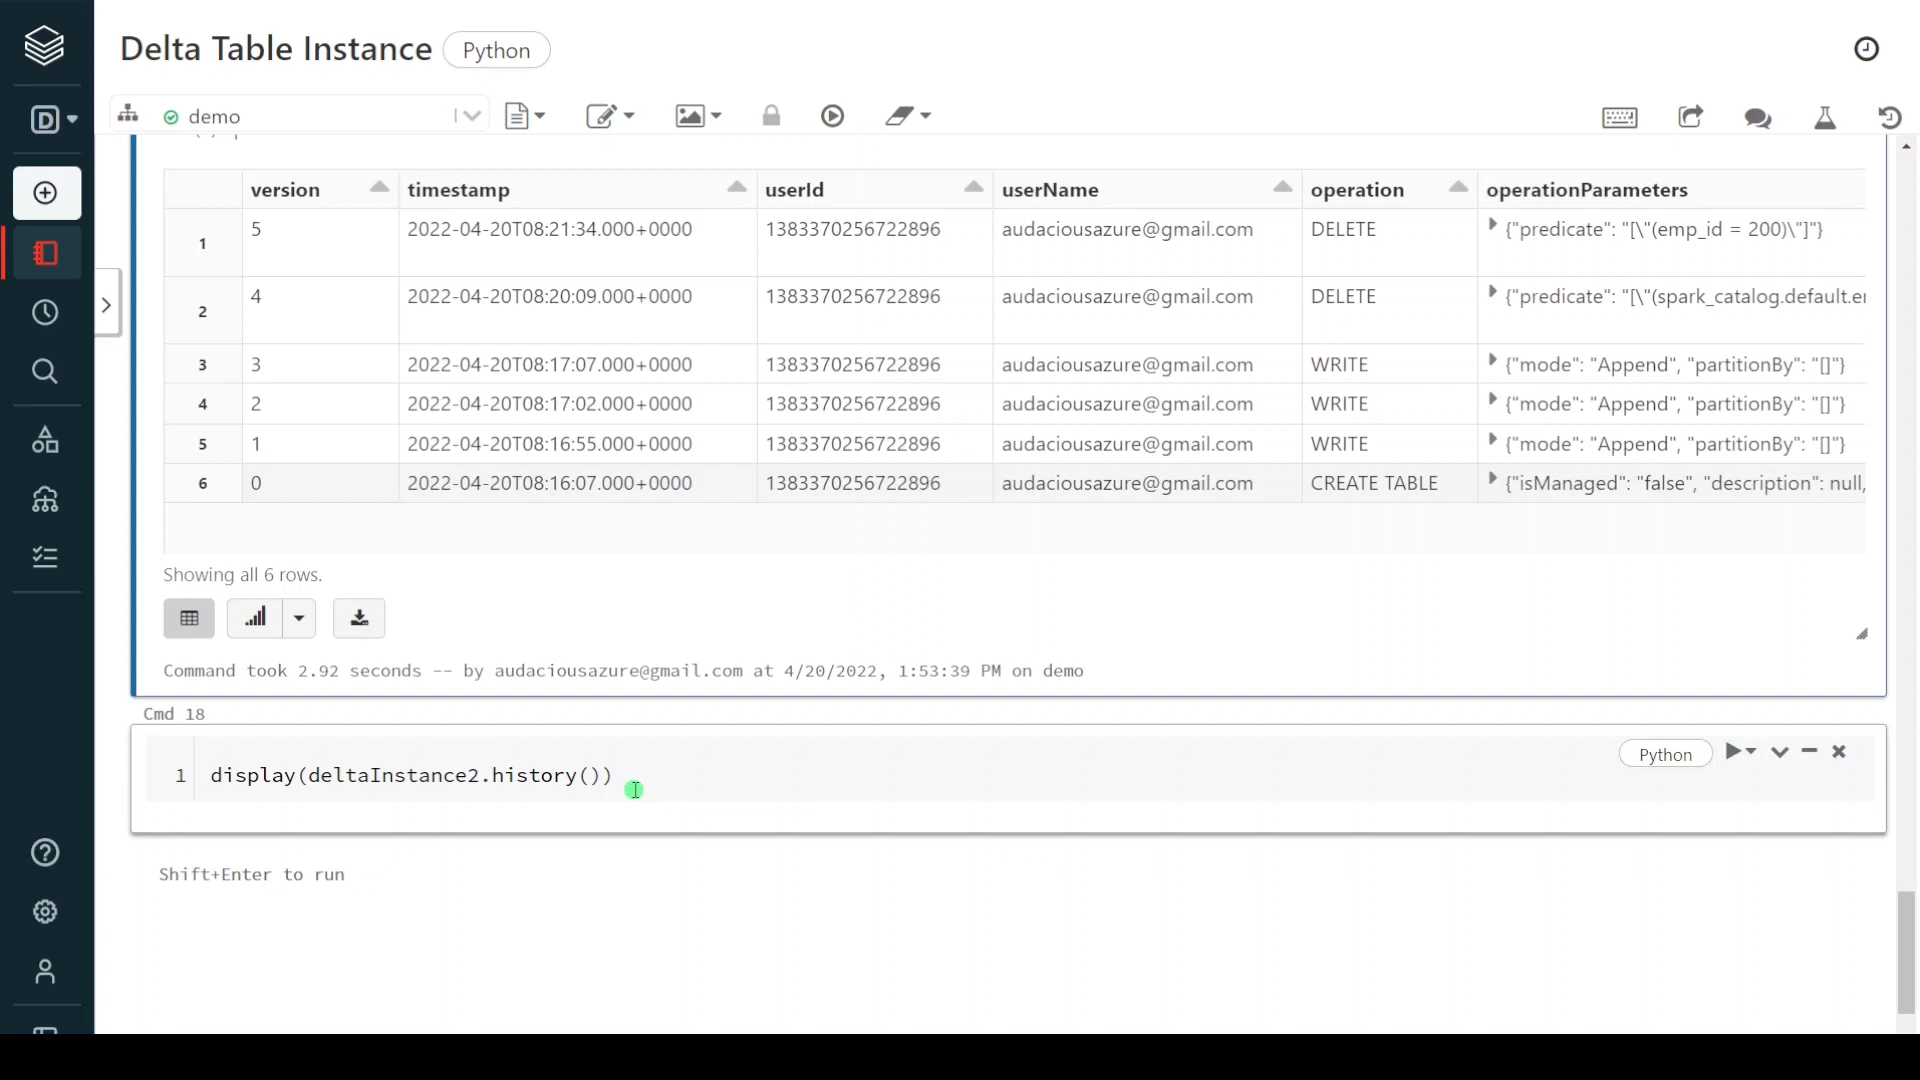 Delta Table Instance Python
demo
version timestamp userId userName operation operationParameters
1 5 2022-04-20T08:21:34.000+0000 1383370256722896 audaciousazure@gmail.com DELETE {"predicate": "[\"(emp_id = 200)\"]"}
2 4 2022-04-20T08:20:09.000+0000 1383370256722896 audaciousazure@gmail.com DELETE {"predicate": "[\"(spark_catalog.default.er
3 3 2022-04-20T08:17:07.000+0000 1383370256722896 audaciousazure@gmail.com WRITE {"mode": "Append", "partitionBy": "[]"}
4 2 2022-04-20T08:17:02.000+0000 1383370256722896 audaciousazure@gmail.com WRITE {"mode": "Append", "partitionBy": "[]"}
5 1 2022-04-20T08:16:55.000+0000 1383370256722896 audaciousazure@gmail.com WRITE {"mode": "Append", "partitionBy": "[]"}
6 0 2022-04-20T08:16:07.000+0000 1383370256722896 audaciousazure@gmail.com CREATE TABLE {"isManaged": "false", "description": null,
Showing all 6 rows.
Command took 2.92 seconds -- by audaciousazure@gmail.com at 4/20/2022, 1:53:39 PM on demo
Cmd 18
Python
1 display(deltaInstance2.history())
Shift+Enter to run